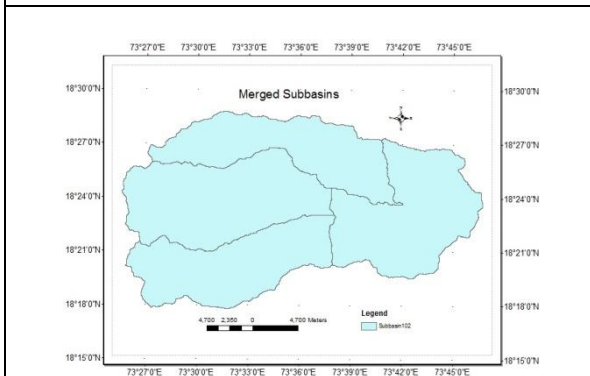 73°27'0"E 73°30'0"E 73°33'0"E 73°36'0"E 73°39'0"E 73°42'0"E 73°45'0"E
Merged Subbasins
18°30'0"N 18°30'0"N
18°27'0"N 18°27'0"N
18°24'0"N 18°24'0"N
18°21'0"N 18°21'0"N
18°18'0"N 18°18'0"N
18°15'0"N 18°15'0"N
4,700 2,350 0 4,700 Meters
Legend
Subbasin102
73°27'0"E 73°30'0"E 73°33'0"E 73°36'0"E 73°39'0"E 73°42'0"E 73°45'0"E